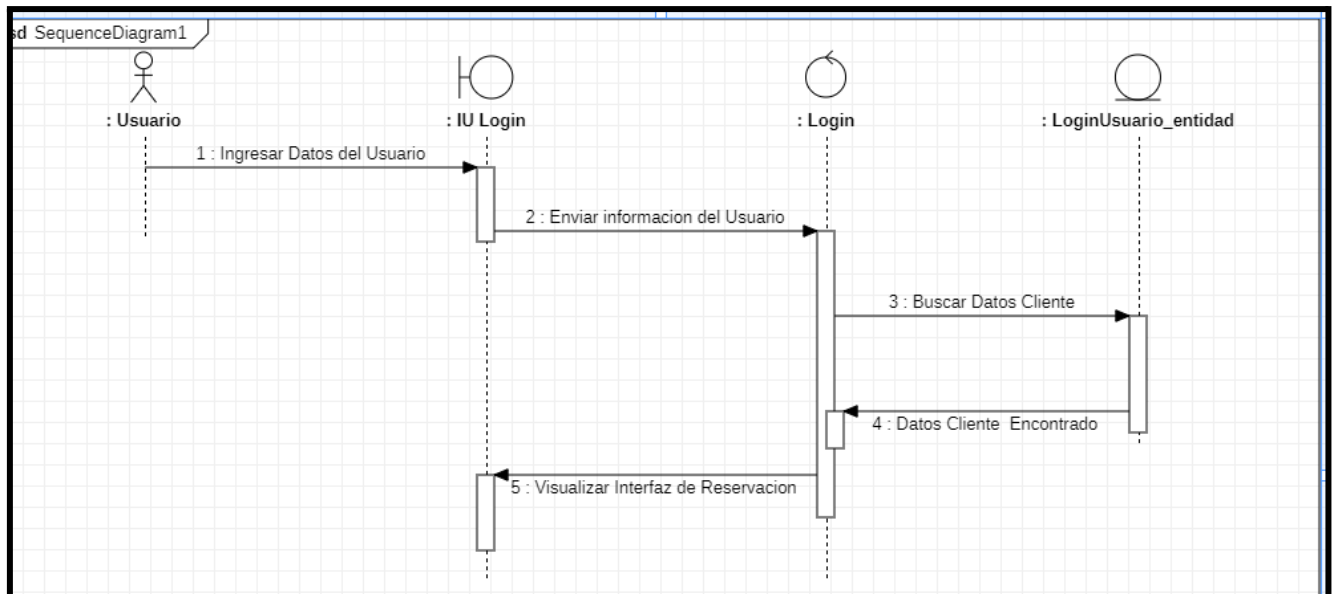 sd SequenceDiagram1
: Usuario
: IU Login
: Login
: LoginUsuario_entidad
1 : Ingresar Datos del Usuario
2 : Enviar informacion del Usuario
3 : Buscar Datos Cliente
4 : Datos Cliente  Encontrado
5 : Visualizar Interfaz de Reservacion